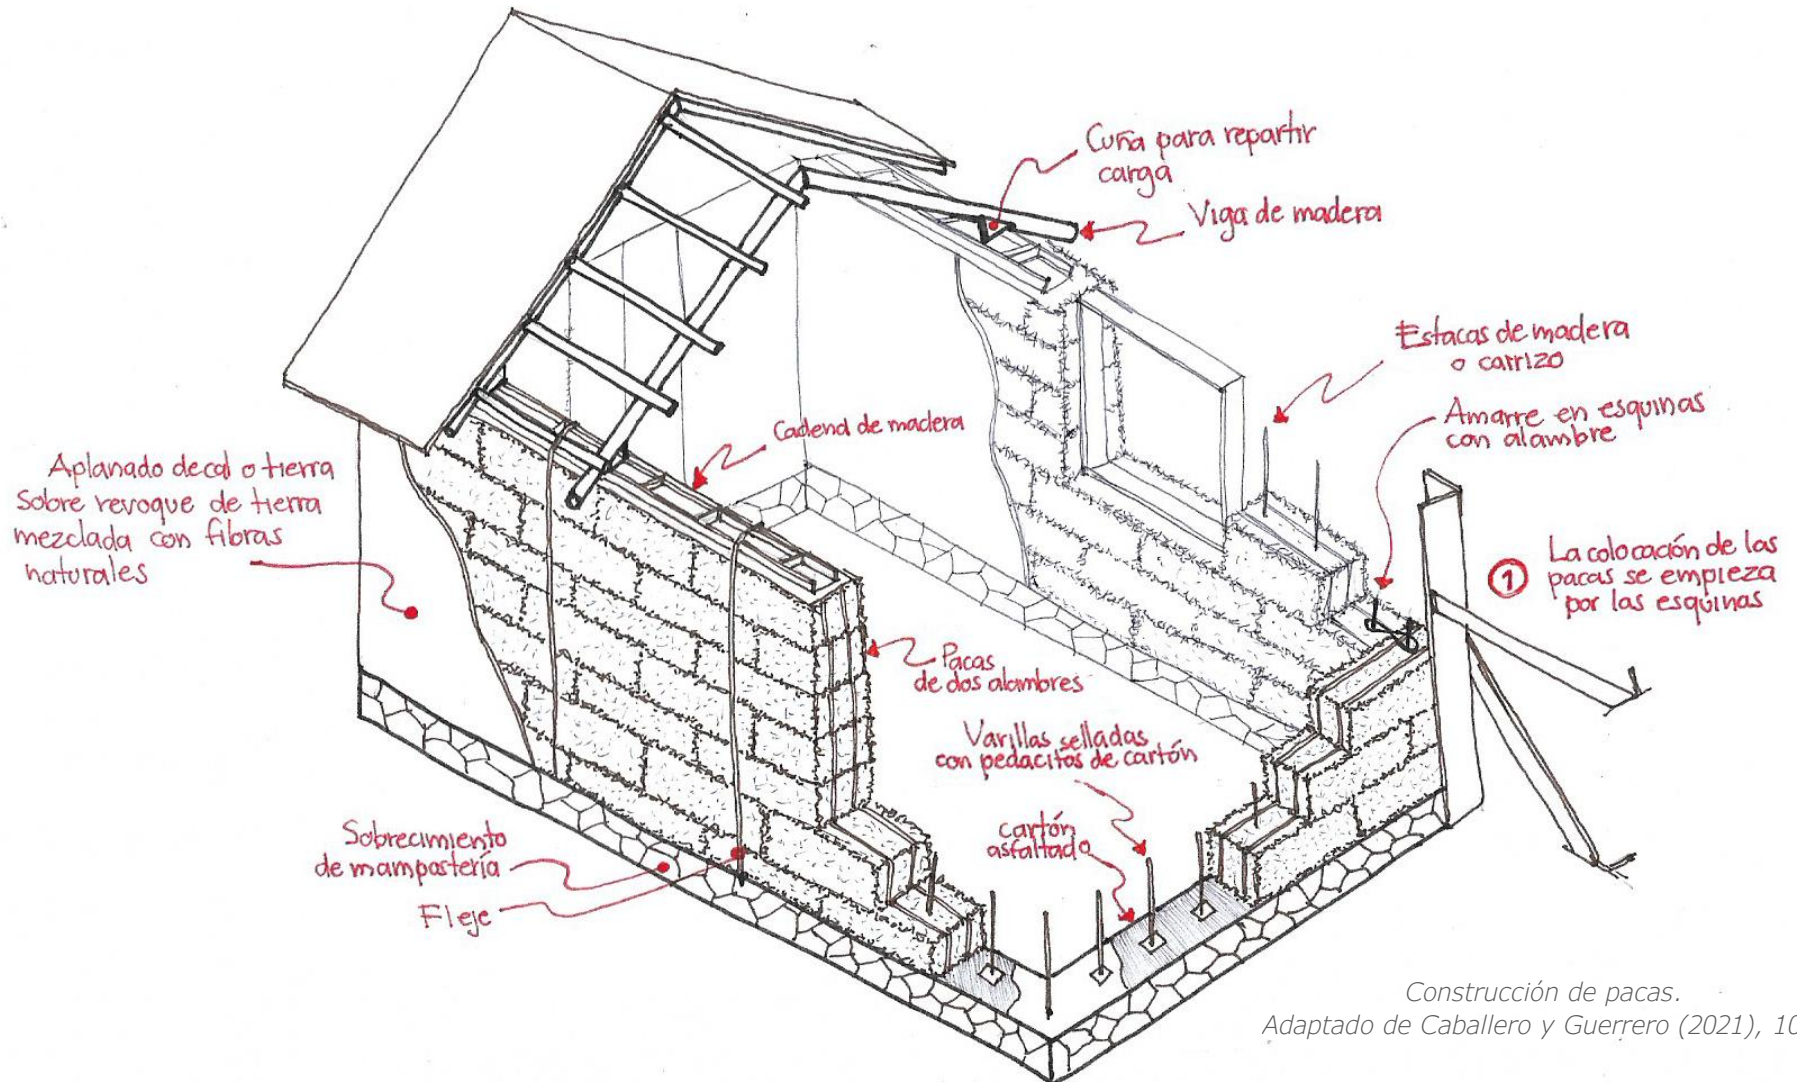 Cuña para repartir
carga
Viga de madera
Estacas de madera
o carrizo
Amarre en esquinas
con alambre
Cadena de madera
Aplanado de cal o tierra
sobre revoque de tierra
mezclada con fibras
naturales
1
La colocación de las
pacas se empieza
por las esquinas
Pacas
de dos alambres
Varillas selladas
con pedacitos de cartón
cartón
asfaltado
Sobrecimiento
de mampostería
Fleje
Construcción de pacas.
Adaptado de Caballero y Guerrero (2021), 10